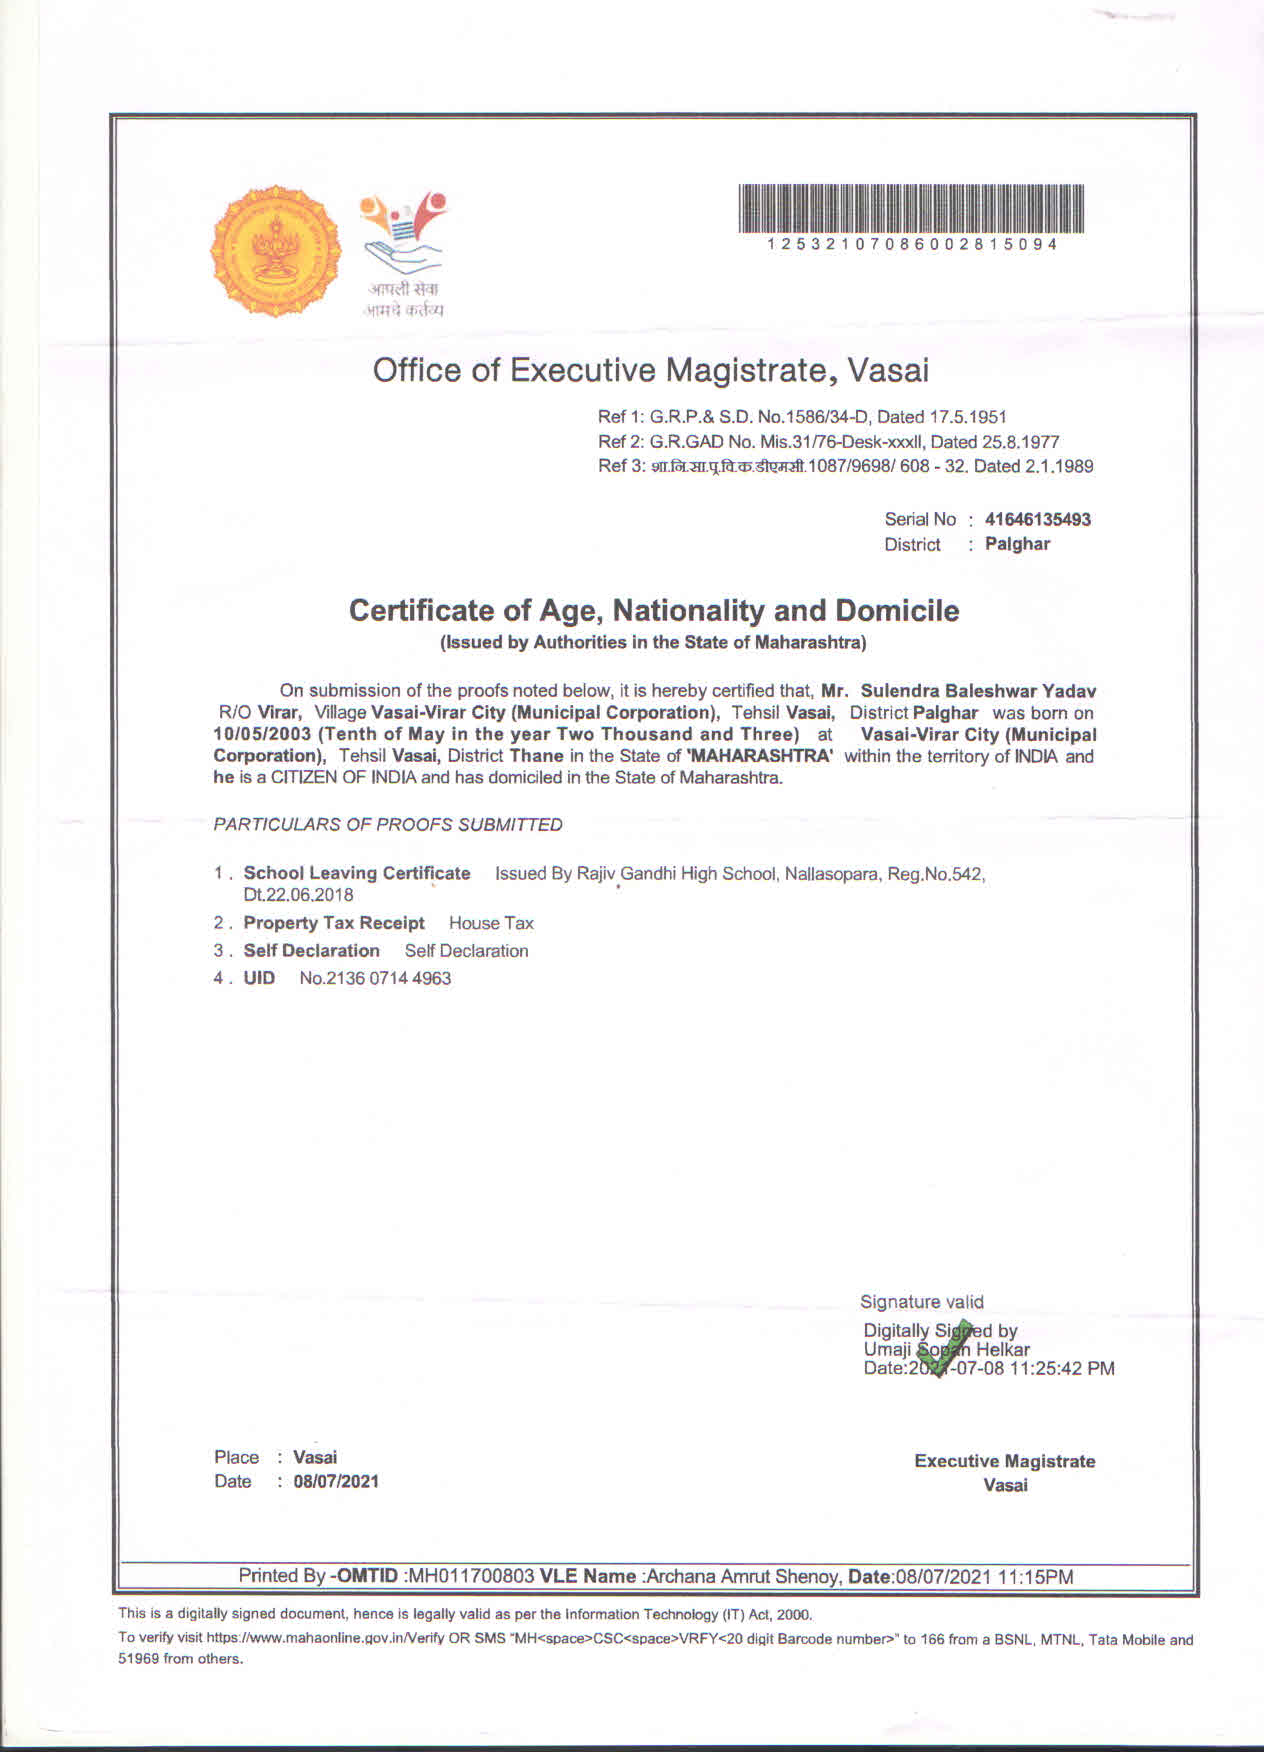 आपली सेवा
आमचे कर्तव्य
12532107086002815094
Office of Executive Magistrate, Vasai
Ref 1: G.R.P.& S.D. No.1586/34-D, Dated 17.5.1951
Ref 2: G.R.GAD No. Mis.31/76-Desk-xxxII, Dated 25.8.1977
Ref 3: शा.नि.सा.पू.वि.क.डीएमसी.1087/9698/ 608 - 32. Dated 2.1.1989
Serial No : 41646135493
District : Palghar
Certificate of Age, Nationality and Domicile
(Issued by Authorities in the State of Maharashtra)
On submission of the proofs noted below, it is hereby certified that, Mr. Sulendra Baleshwar Yadav
R/O Virar, Village Vasai-Virar City (Municipal Corporation), Tehsil Vasai, District Palghar was born on
10/05/2003 (Tenth of May in the year Two Thousand and Three) at Vasai-Virar City (Municipal
Corporation), Tehsil Vasai, District Thane in the State of 'MAHARASHTRA' within the territory of INDIA and
he is a CITIZEN OF INDIA and has domiciled in the State of Maharashtra.
PARTICULARS OF PROOFS SUBMITTED
1 . School Leaving Certificate Issued By Rajiv Gandhi High School, Nallasopara, Reg.No.542,
Dt.22.06.2018
2 . Property Tax Receipt House Tax
3 . Self Declaration Self Declaration
4 . UID No.2136 0714 4963
Signature valid
Digitally Signed by
Umaji Sopan Helkar
Date:2021-07-08 11:25:42 PM
Place : Vasai
Date : 08/07/2021
Executive Magistrate
Vasai
Printed By -OMTID :MH011700803 VLE Name :Archana Amrut Shenoy, Date:08/07/2021 11:15PM
This is a digitally signed document, hence is legally valid as per the Information Technology (IT) Act, 2000.
To verify visit https://www.mahaonline.gov.in/Verify OR SMS "MH<space>CSC<space>VRFY<20 digit Barcode number>" to 166 from a BSNL, MTNL, Tata Mobile and
51969 from others.